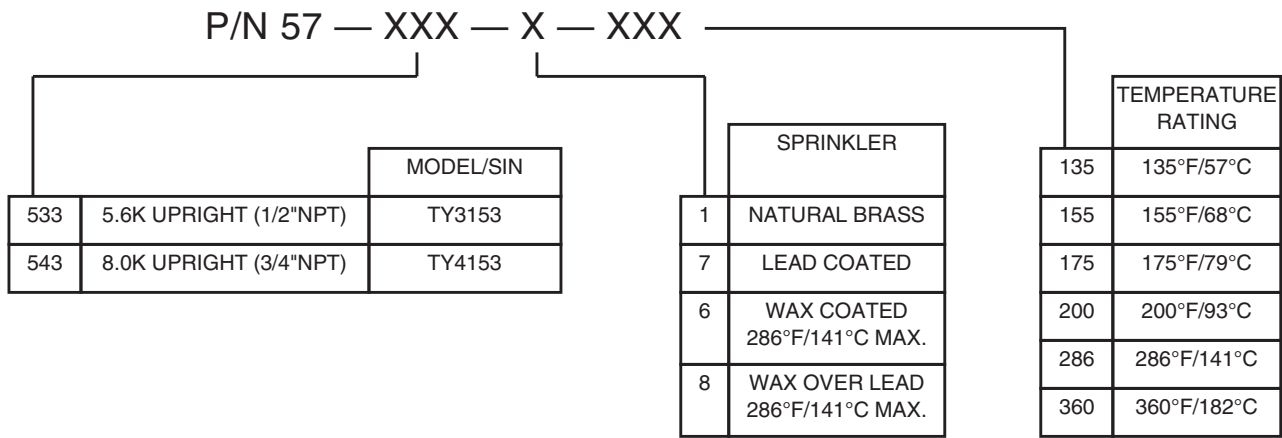 P/N 57 — XXX — X — XXX
MODEL/SIN
533 5.6K UPRIGHT (1/2"NPT) TY3153
543 8.0K UPRIGHT (3/4"NPT) TY4153
SPRINKLER
1 NATURAL BRASS
7 LEAD COATED
6 WAX COATED
286°F/141°C MAX.
8 WAX OVER LEAD
286°F/141°C MAX.
TEMPERATURE
RATING
135 135°F/57°C
155 155°F/68°C
175 175°F/79°C
200 200°F/93°C
286 286°F/141°C
360 360°F/182°C